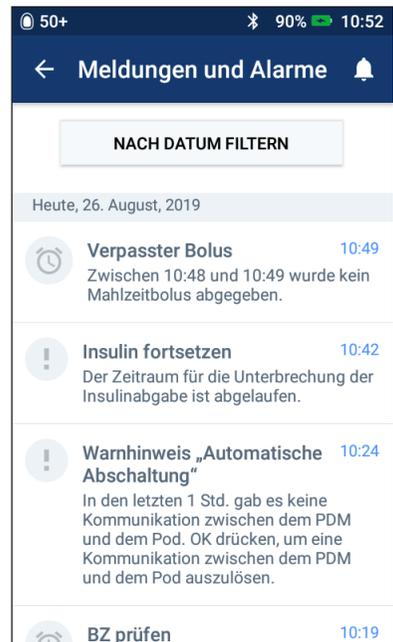 50+ 90% 10:52
Meldungen und Alarme
NACH DATUM FILTERN
Heute, 26. August, 2019
Verpasster Bolus 10:49
Zwischen 10:48 und 10:49 wurde kein
Mahlzeitbolus abgegeben.
Insulin fortsetzen 10:42
Der Zeitraum für die Unterbrechung der
Insulinabgabe ist abgelaufen.
Warnhinweis „Automatische 10:24
Abschaltung“
In den letzten 1 Std. gab es keine
Kommunikation zwischen dem PDM
und dem Pod. OK drücken, um eine
Kommunikation zwischen dem PDM
und dem Pod auszulösen.
BZ prüfen 10:19